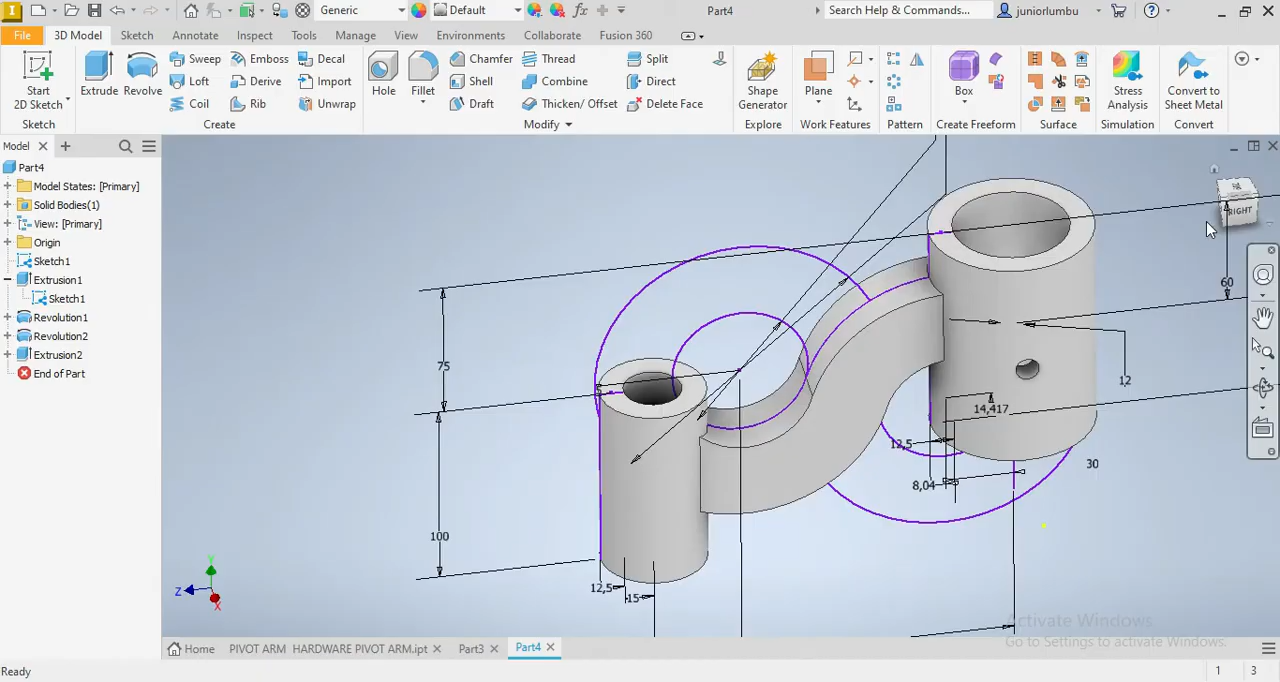 Generic
Default
Part4
Search Help & Commands...
juniorlumbu
File
3D Model
Sketch
Annotate
Inspect
Tools
Manage
View
Environments
Collaborate
Fusion 360
Start
2D Sketch
Extrude
Revolve
Sweep
Emboss
Decal
Loft
Derive
Import
Coil
Rib
Unwrap
Hole
Fillet
Chamfer
Thread
Split
Shell
Combine
Direct
Draft
Thicken/ Offset
Delete Face
Shape
Generator
Plane
Box
Stress
Analysis
Convert to
Sheet Metal
Sketch
Create
Modify
Explore
Work Features
Pattern
Create Freeform
Surface
Simulation
Convert
Model
Part4
Model States: [Primary]
Solid Bodies(1)
View: [Primary]
Origin
Sketch1
Extrusion1
Sketch1
Revolution1
Revolution2
Extrusion2
End of Part
RIGHT
60
75
12
14,417
12,5
30
8,04
100
12,5
15
Y
Z
X
Activate Windows
Go to Settings to activate Windows.
Home
PIVOT ARM HARDWARE PIVOT ARM.ipt
Part3
Part4
Ready
1
3